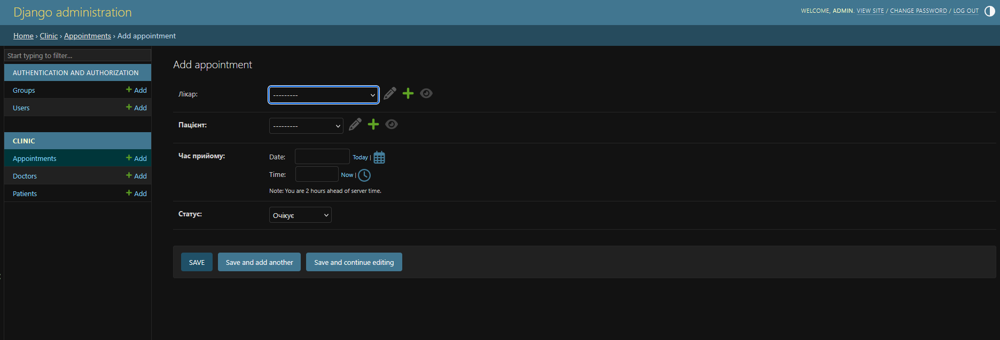 Django administration
WELCOME, ADMIN. VIEW SITE / CHANGE PASSWORD / LOG OUT
Home › Clinic › Appointments › Add appointment
Start typing to filter...
AUTHENTICATION AND AUTHORIZATION
Groups + Add
Users + Add
CLINIC
Appointments + Add
Doctors + Add
Patients + Add
Add appointment
Лікар: ---------
Пацієнт: ---------
Час прийому: Date: Today |
Time: Now |
Note: You are 2 hours ahead of server time.
Статус: Очікує
SAVE Save and add another Save and continue editing